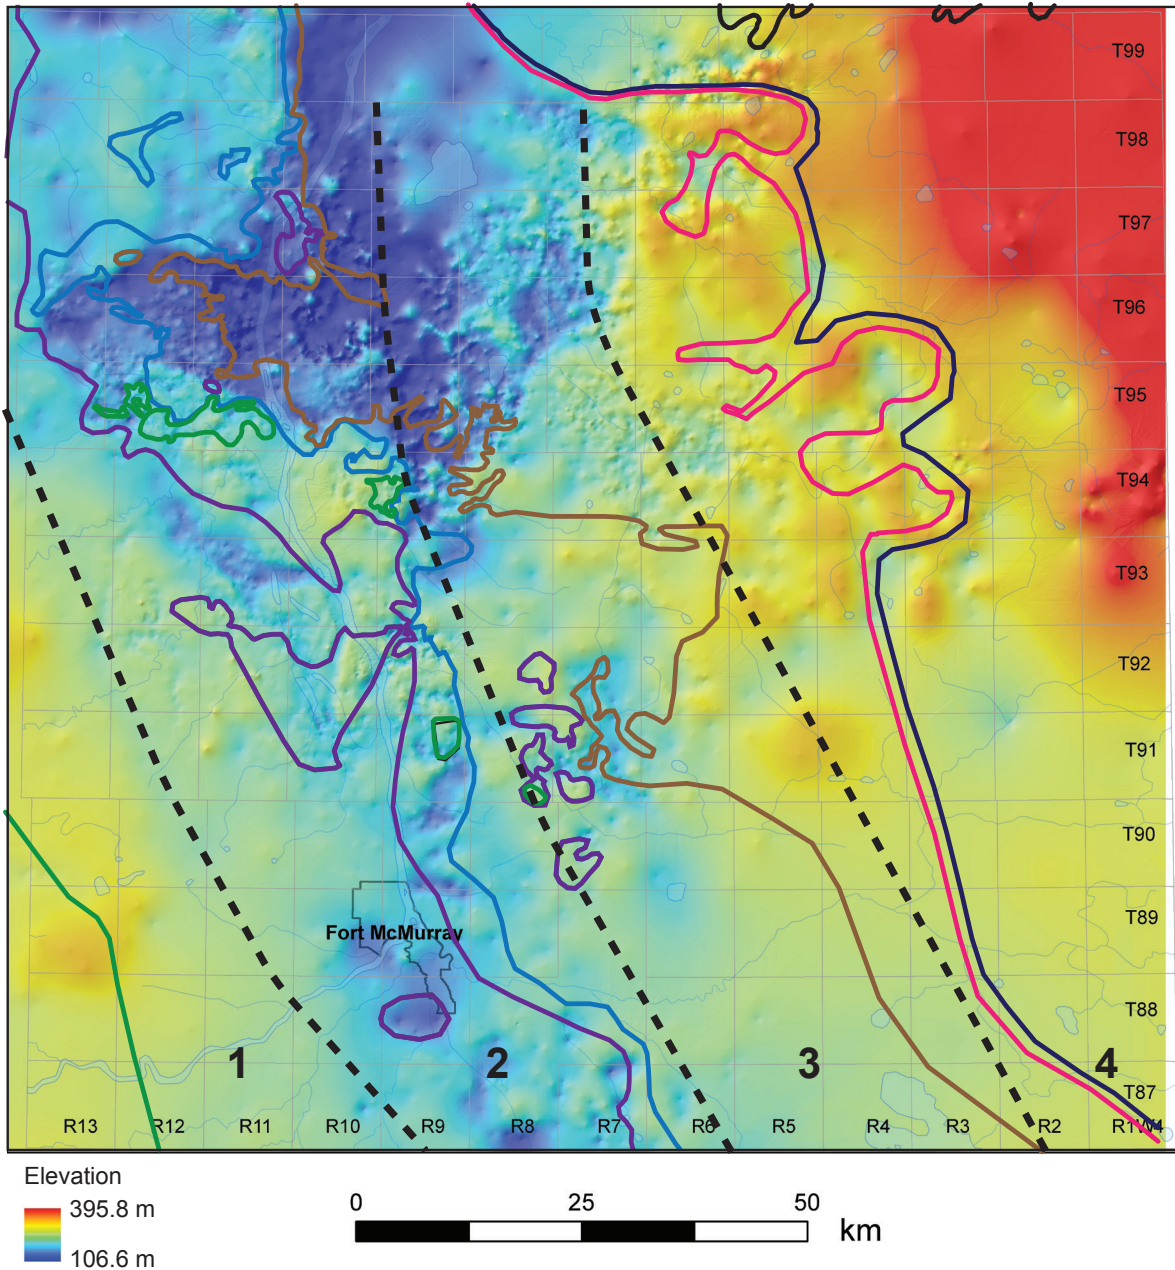 T99
T98
T97
T96
T95
T94
T93
T92
T91
T90
T89
Fort McMurray
T88
1 2 3 4
T87
R13 R12 R11 R10 R9 R8 R7 R6 R5 R4 R3 R2 R1W4
Elevation
395.8 m
106.6 m
0 25 50
km